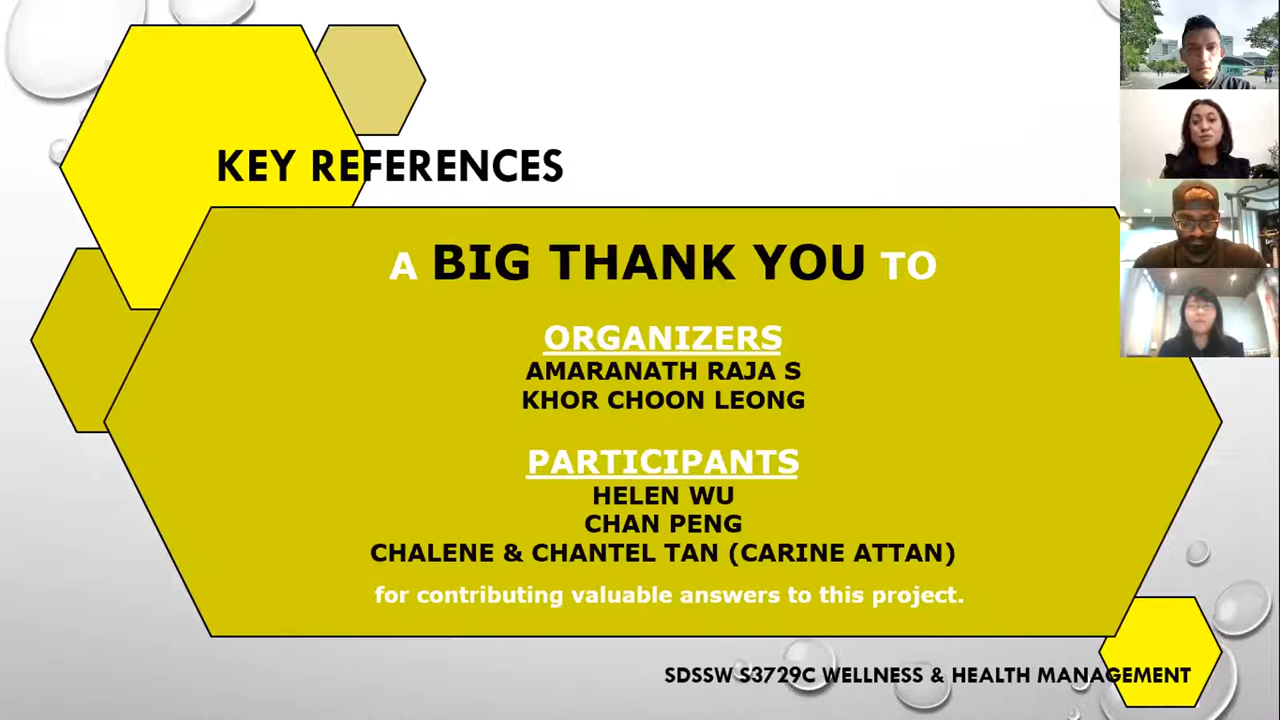 KEY REFERENCES
A BIG THANK YOU TO
ORGANIZERS
AMARANATH RAJA S
KHOR CHOON LEONG
PARTICIPANTS
HELEN WU
CHAN PENG
CHALENE & CHANTEL TAN (CARINE ATTAN)
for contributing valuable answers to this project.
SDSSW S3729C WELLNESS & HEALTH MANAGEMENT